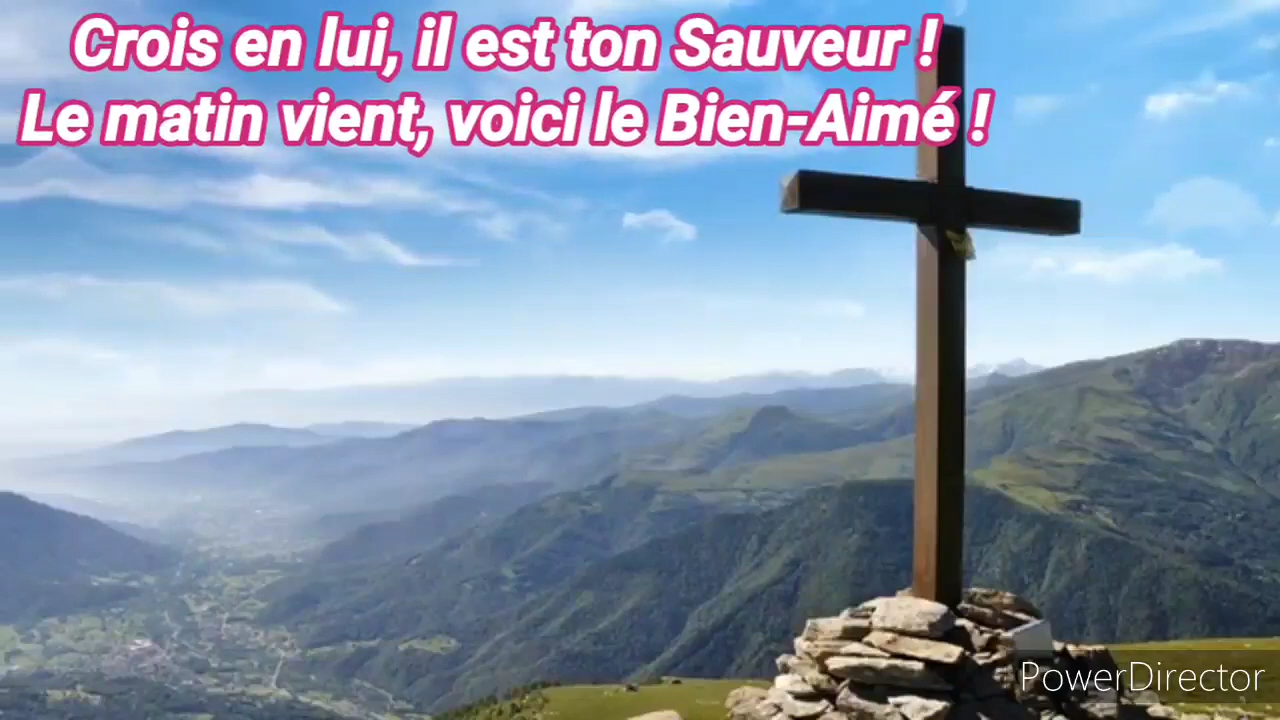 Crois en lui, il est ton Sauveur !
Le matin vient, voici le Bien-Aimé !
PowerDirector